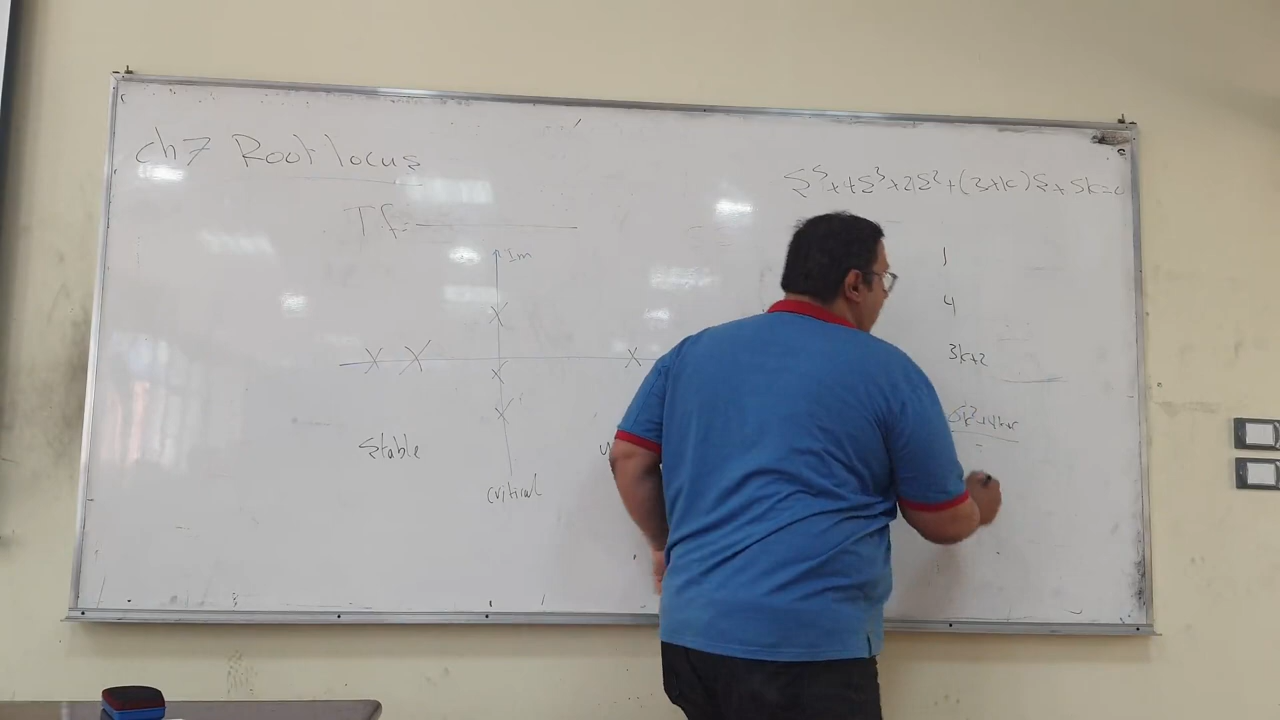 ch7 Root locus
Tf=
Im
Stable
critical
S⁵+4S³+2S²+(3+k)S+5k=0
1
4
3k+2